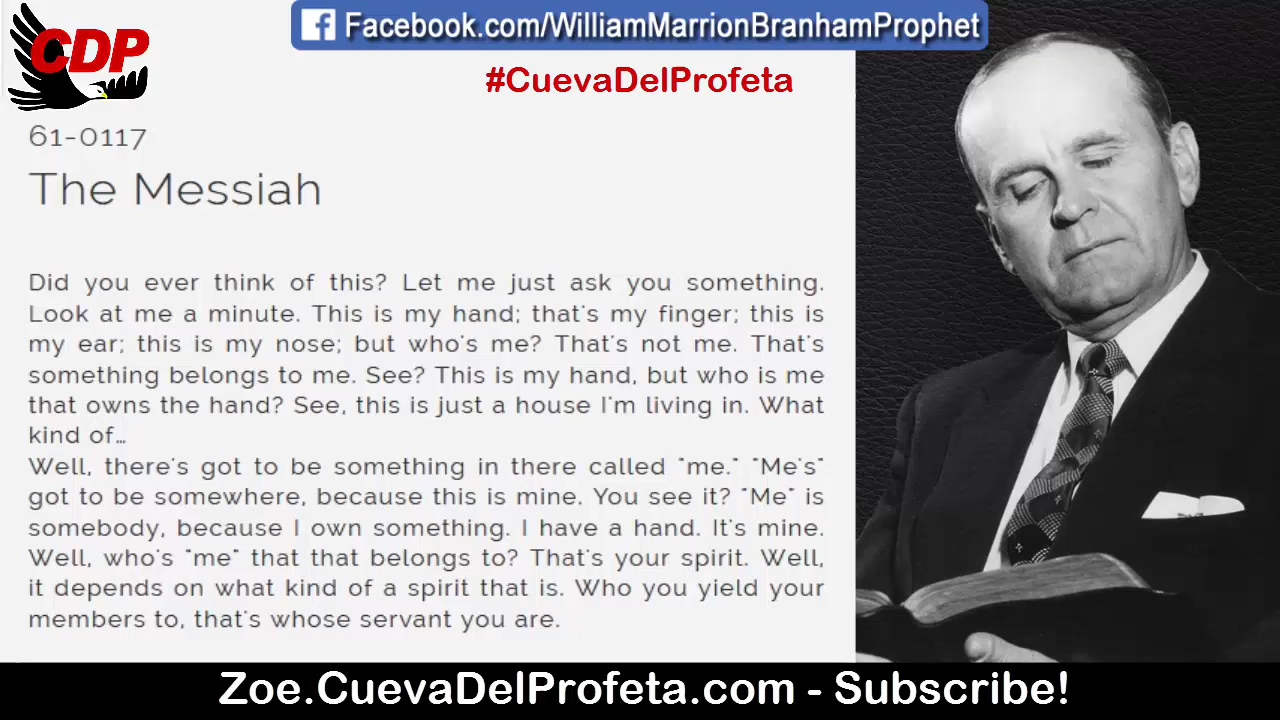 CDP
Facebook.com/WilliamMarrionBranhamProphet
#CuevaDelProfeta
61-0117
The Messiah
Did you ever think of this? Let me just ask you something.
Look at me a minute. This is my hand; that's my finger; this is
my ear; this is my nose; but who's me? That's not me. That's
something belongs to me. See? This is my hand, but who is me
that owns the hand? See, this is just a house I'm living in. What
kind of…
Well, there's got to be something in there called "me." "Me's"
got to be somewhere, because this is mine. You see it? "Me" is
somebody, because I own something. I have a hand. It's mine.
Well, who's "me" that that belongs to? That's your spirit. Well,
it depends on what kind of a spirit that is. Who you yield your
members to, that's whose servant you are.
Zoe.CuevaDelProfeta.com - Subscribe!